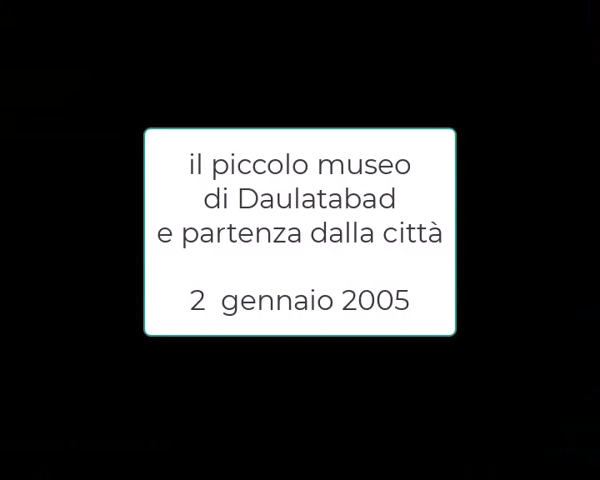 il piccolo museo
di Daulatabad
e partenza dalla città
2  gennaio 2005